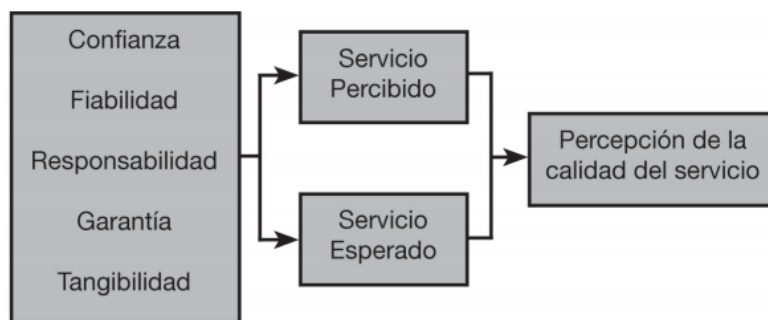 Confianza
Fiabilidad
Responsabilidad
Garantía
Tangibilidad
Servicio
Percibido
Servicio
Esperado
Percepción de la
calidad del servicio